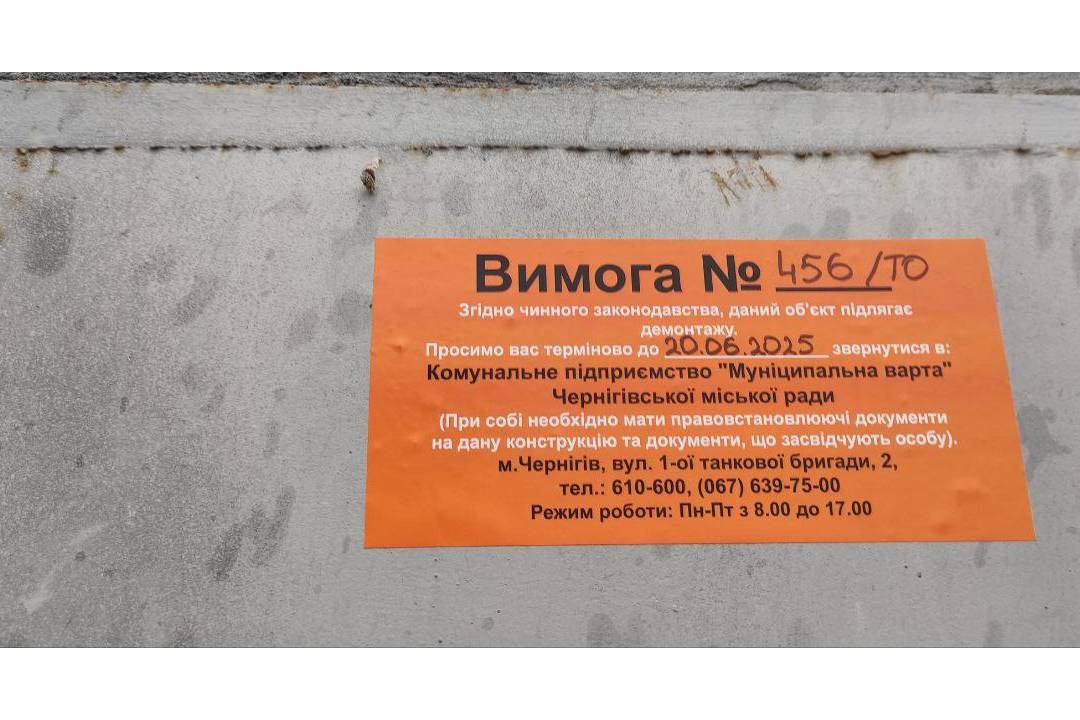 Вимога № 456/ТО
Згідно чинного законодавства, даний об'єкт підлягає
демонтажу.
Просимо вас терміново до 20.06.2025 звернутися в:
Комунальне підприємство "Муніципальна варта"
Чернігівської міської ради
(При собі необхідно мати правовстановлюючі документи
на дану конструкцію та документи, що засвідчують особу).
м.Чернігів, вул. 1-ої танкової бригади, 2,
тел.: 610-600, (067) 639-75-00
Режим роботи: Пн-Пт з 8.00 до 17.00